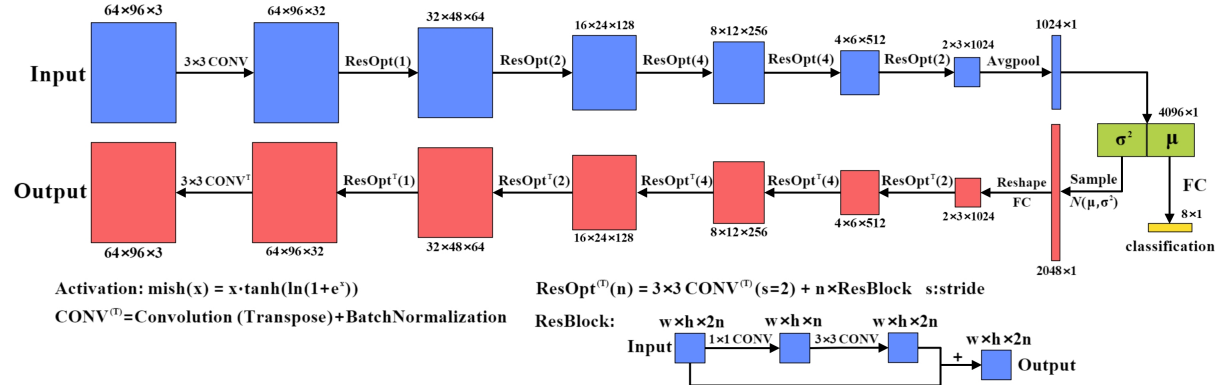 64×96×3
64×96×32
32×48×64
16×24×128
8×12×256
4×6×512
2×3×1024
1024×1
Input
3×3 CONV
ResOpt(1)
ResOpt(2)
ResOpt(4)
ResOpt(4)
ResOpt(2)
Avgpool
4096×1
σ² μ
Output
3×3 CONVᵀ
ResOpt⁽ᵀ⁾(1)
ResOpt⁽ᵀ⁾(2)
ResOpt⁽ᵀ⁾(4)
ResOpt⁽ᵀ⁾(4)
ResOpt⁽ᵀ⁾(2)
Reshape
FC
Sample
N(μ,σ²)
FC
8×1
classification
64×96×3
64×96×32
32×48×64
16×24×128
8×12×256
4×6×512
2×3×1024
2048×1
Activation: mish(x) = x·tanh(ln(1+eˣ))
ResOpt⁽ᵀ⁾(n) = 3×3 CONV⁽ᵀ⁾(s=2) + n×ResBlock s:stride
CONV⁽ᵀ⁾=Convolution (Transpose)+BatchNormalization
ResBlock:
w×h×2n
w×h×n
w×h×2n
w×h×2n
Input
1×1 CONV
3×3 CONV
+
Output